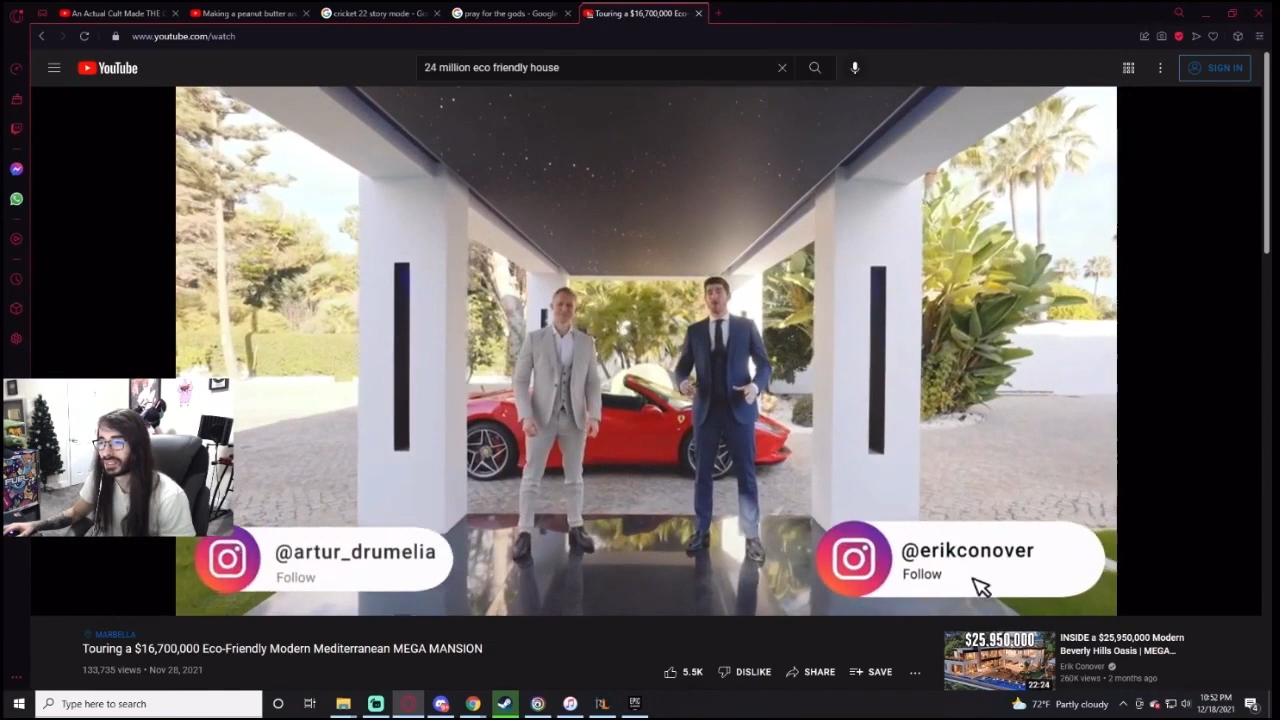 An Actual Cult Made THE C
Making a peanut butter an
cricket 22 story mode - Go
pray for the gods - Google
Touring a $16,700,000 Eco-
www.youtube.com/watch
YouTube
24 million eco friendly house
SIGN IN
@artur_drumelia
Follow
@erikconover
Follow
MARBELLA
Touring a $16,700,000 Eco-Friendly Modern Mediterranean MEGA MANSION
133,735 views • Nov 28, 2021
5.5K
DISLIKE
SHARE
SAVE
$25,950,000
22:24
INSIDE a $25,950,000 Modern
Beverly Hills Oasis | MEGA...
Erik Conover
260K views • 2 months ago
Type here to search
EPIC
72°F Partly cloudy
10:52 PM
12/18/2021